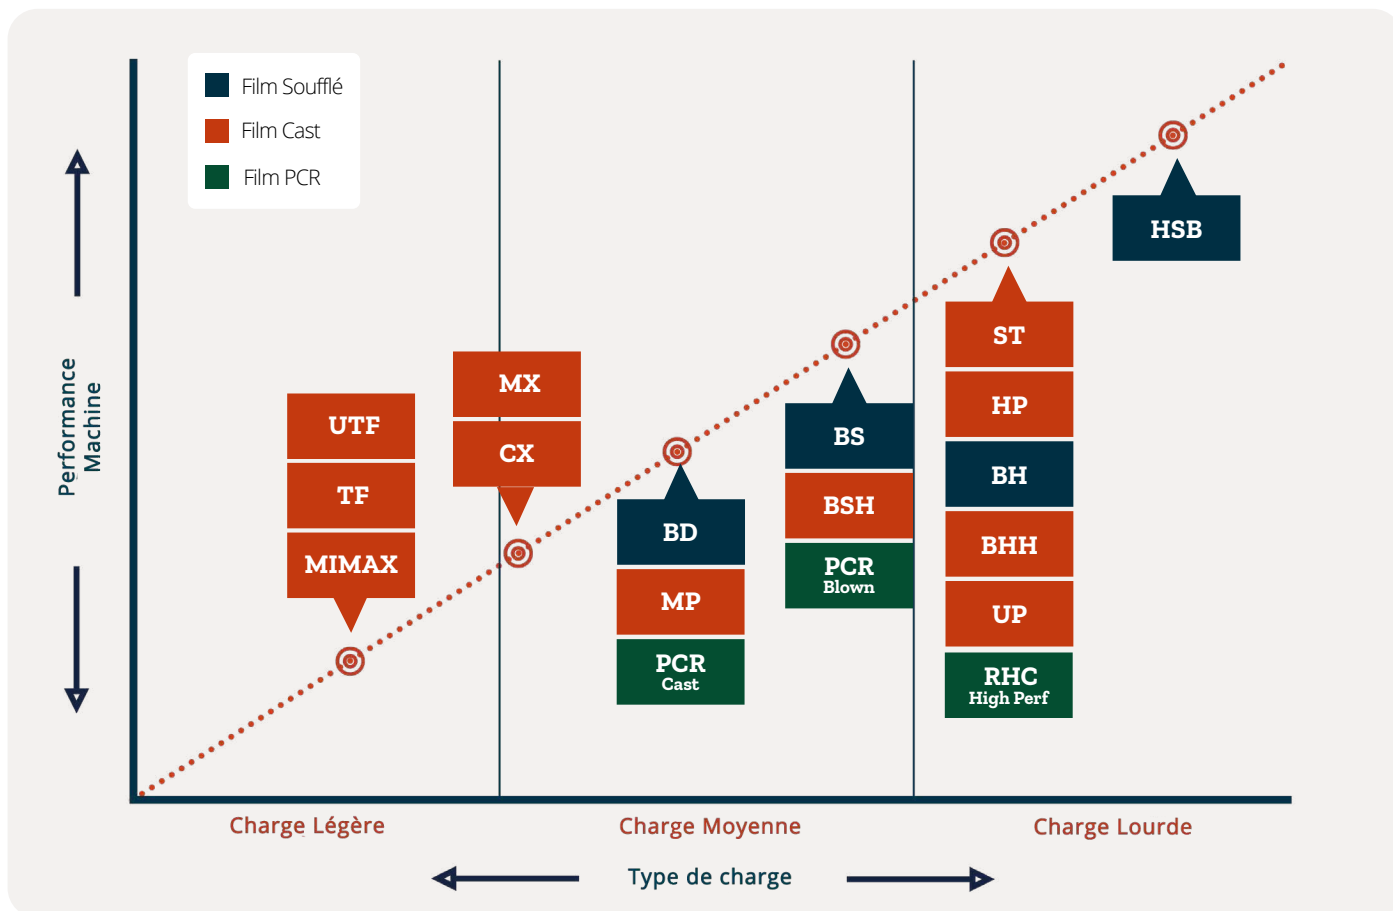 Film Soufflé
Film Cast
Film PCR
Performance
Machine
UTF
TF
MIMAX
MX
CX
BD
MP
PCR
Cast
BS
BSH
PCR
Blown
ST
HP
BH
BHH
UP
RHC
High Perf
HSB
Charge Légère
Charge Moyenne
Charge Lourde
Type de charge